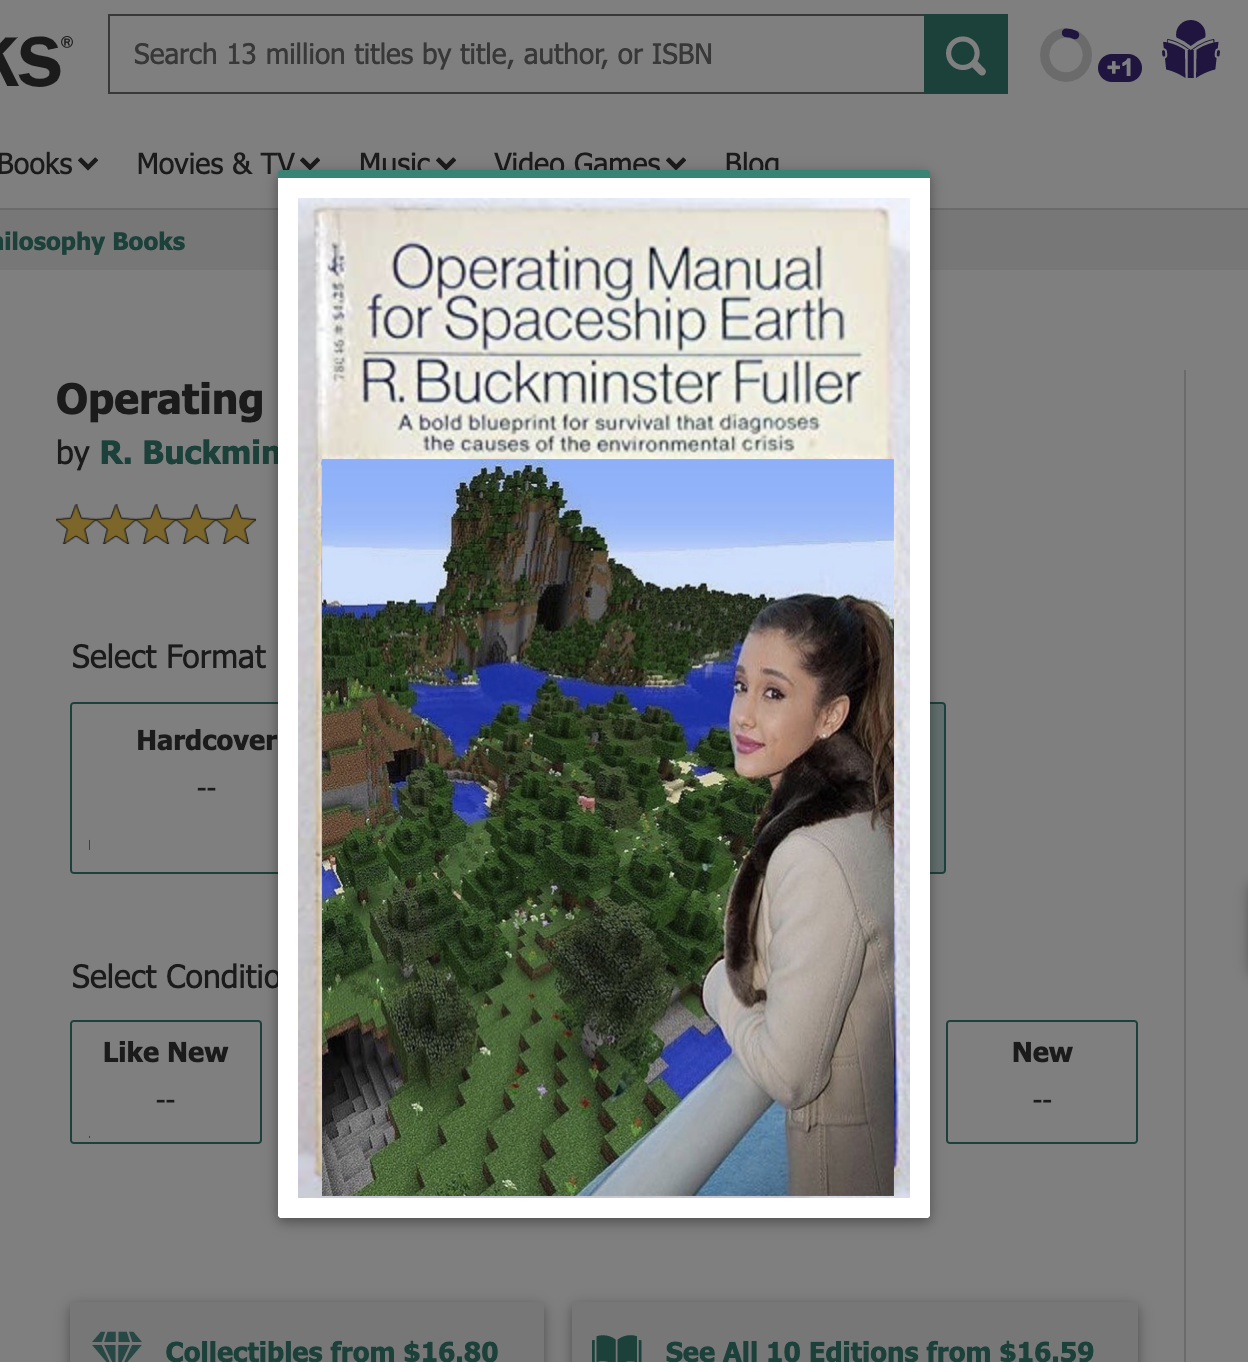 KS®
Search 13 million titles by title, author, or ISBN
+1
Books
Movies & TV
Music
Video Games
Blog
ilosophy Books
Operating
by R. Buckmin
Select Format
Hardcover
--
Select Conditio
Like New
--
New
--
Collectibles from $16.80
See All 10 Editions from $16.59
Operating Manual
for Spaceship Earth
R. Buckminster Fuller
A bold blueprint for survival that diagnoses
the causes of the environmental crisis
$1.25